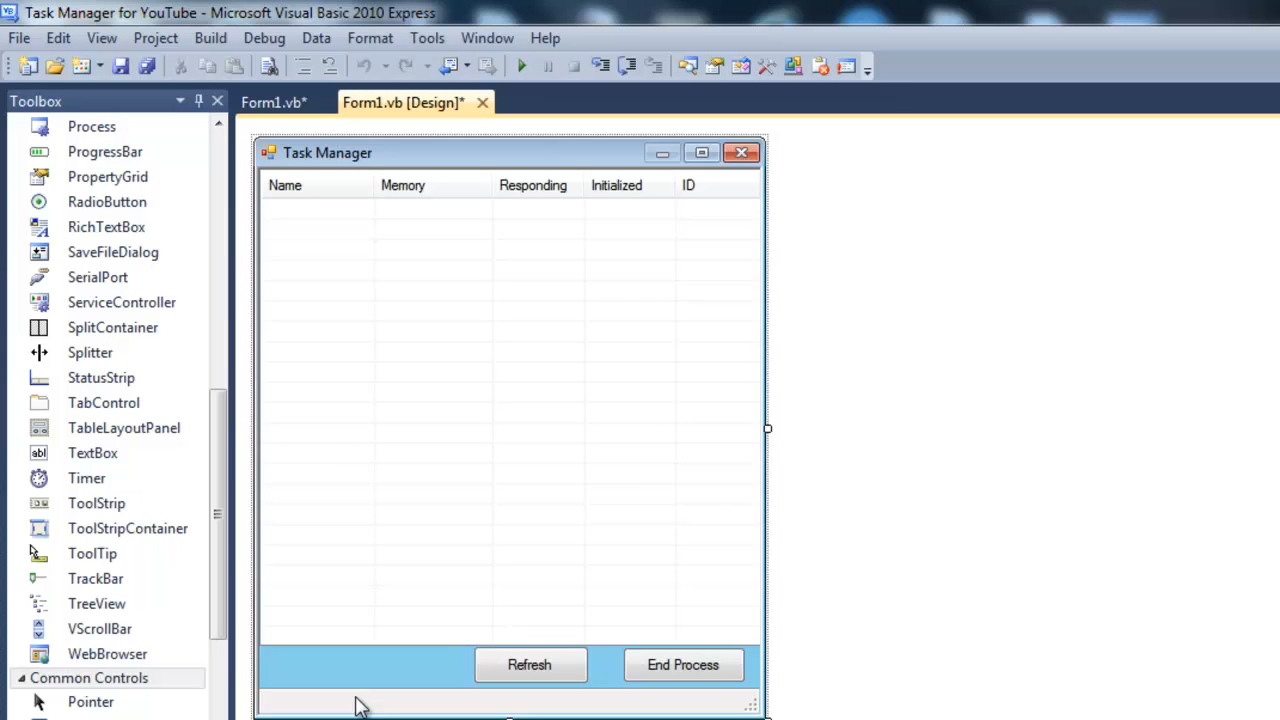 Task Manager for YouTube - Microsoft Visual Basic 2010 Express
File Edit View Project Build Debug Data Format Tools Window Help
Toolbox
Form1.vb*
Form1.vb [Design]*
Process
ProgressBar
PropertyGrid
RadioButton
RichTextBox
SaveFileDialog
SerialPort
ServiceController
SplitContainer
Splitter
StatusStrip
TabControl
TableLayoutPanel
TextBox
Timer
ToolStrip
ToolStripContainer
ToolTip
TrackBar
TreeView
VScrollBar
WebBrowser
Common Controls
Pointer
Task Manager
Name Memory Responding Initialized ID
Refresh End Process